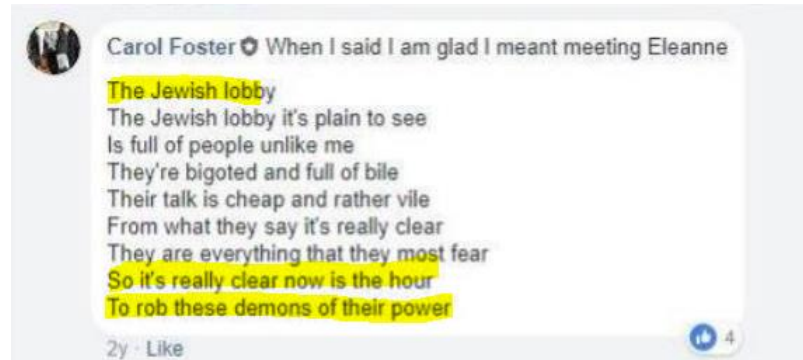 Carol Foster When I said I am glad I meant meeting Eleanne
The Jewish lobby
The Jewish lobby it's plain to see
Is full of people unlike me
They're bigoted and full of bile
Their talk is cheap and rather vile
From what they say it's really clear
They are everything that they most fear
So it's really clear now is the hour
To rob these demons of their power
4
2y · Like